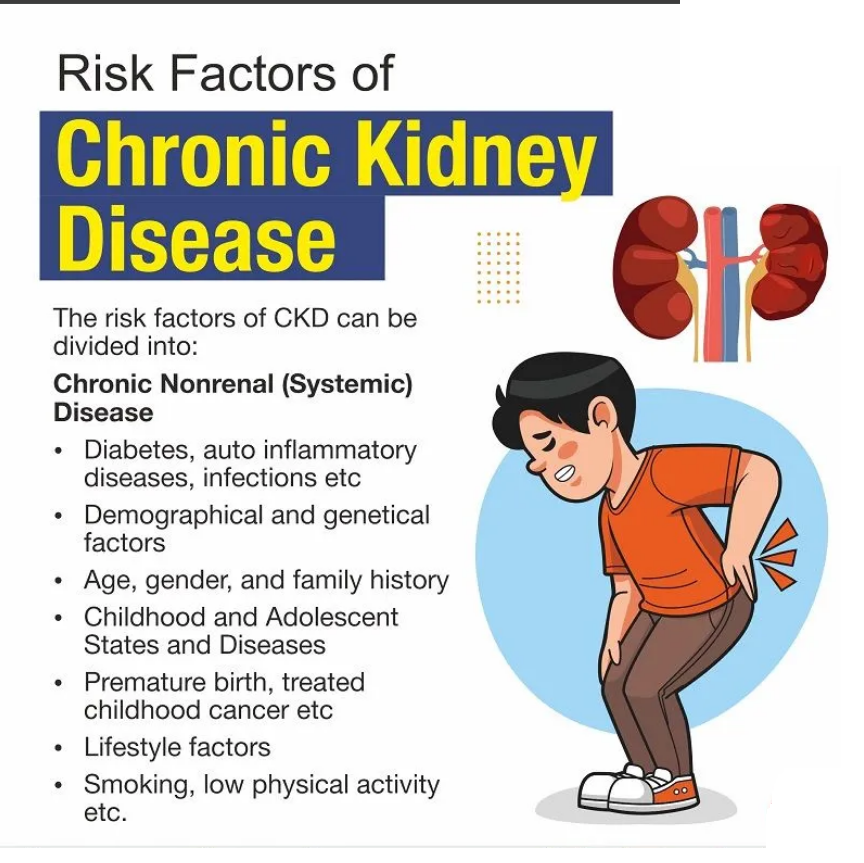 Risk Factors of
Chronic Kidney
Disease
The risk factors of CKD can be
divided into:
Chronic Nonrenal (Systemic)
Disease
• Diabetes, auto inflammatory
diseases, infections etc
• Demographical and genetical
factors
• Age, gender, and family history
• Childhood and Adolescent
States and Diseases
• Premature birth, treated
childhood cancer etc
• Lifestyle factors
• Smoking, low physical activity
etc.